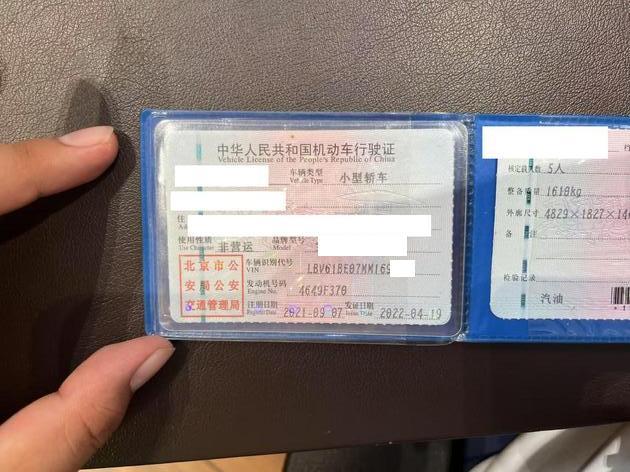 中华人民共和国机动车行驶证
Vehicle License of the People's Republic of China
车辆类型 小型轿车
Vehicle Type
住
使用性质 非营运 品牌型号
Use Character Model
北京市公
安局公安
交通管理局
车辆识别代号 LBV61BE07MM169
VIN
发动机号码 4649F370
Engine No.
注册日期 2021-09-07 发证日期 2022-04-19
Register Date Issue Date
核定载人数 5人
整备质量 1610kg
外廓尺寸 4829×1827×14
备 注
检验记录
汽油